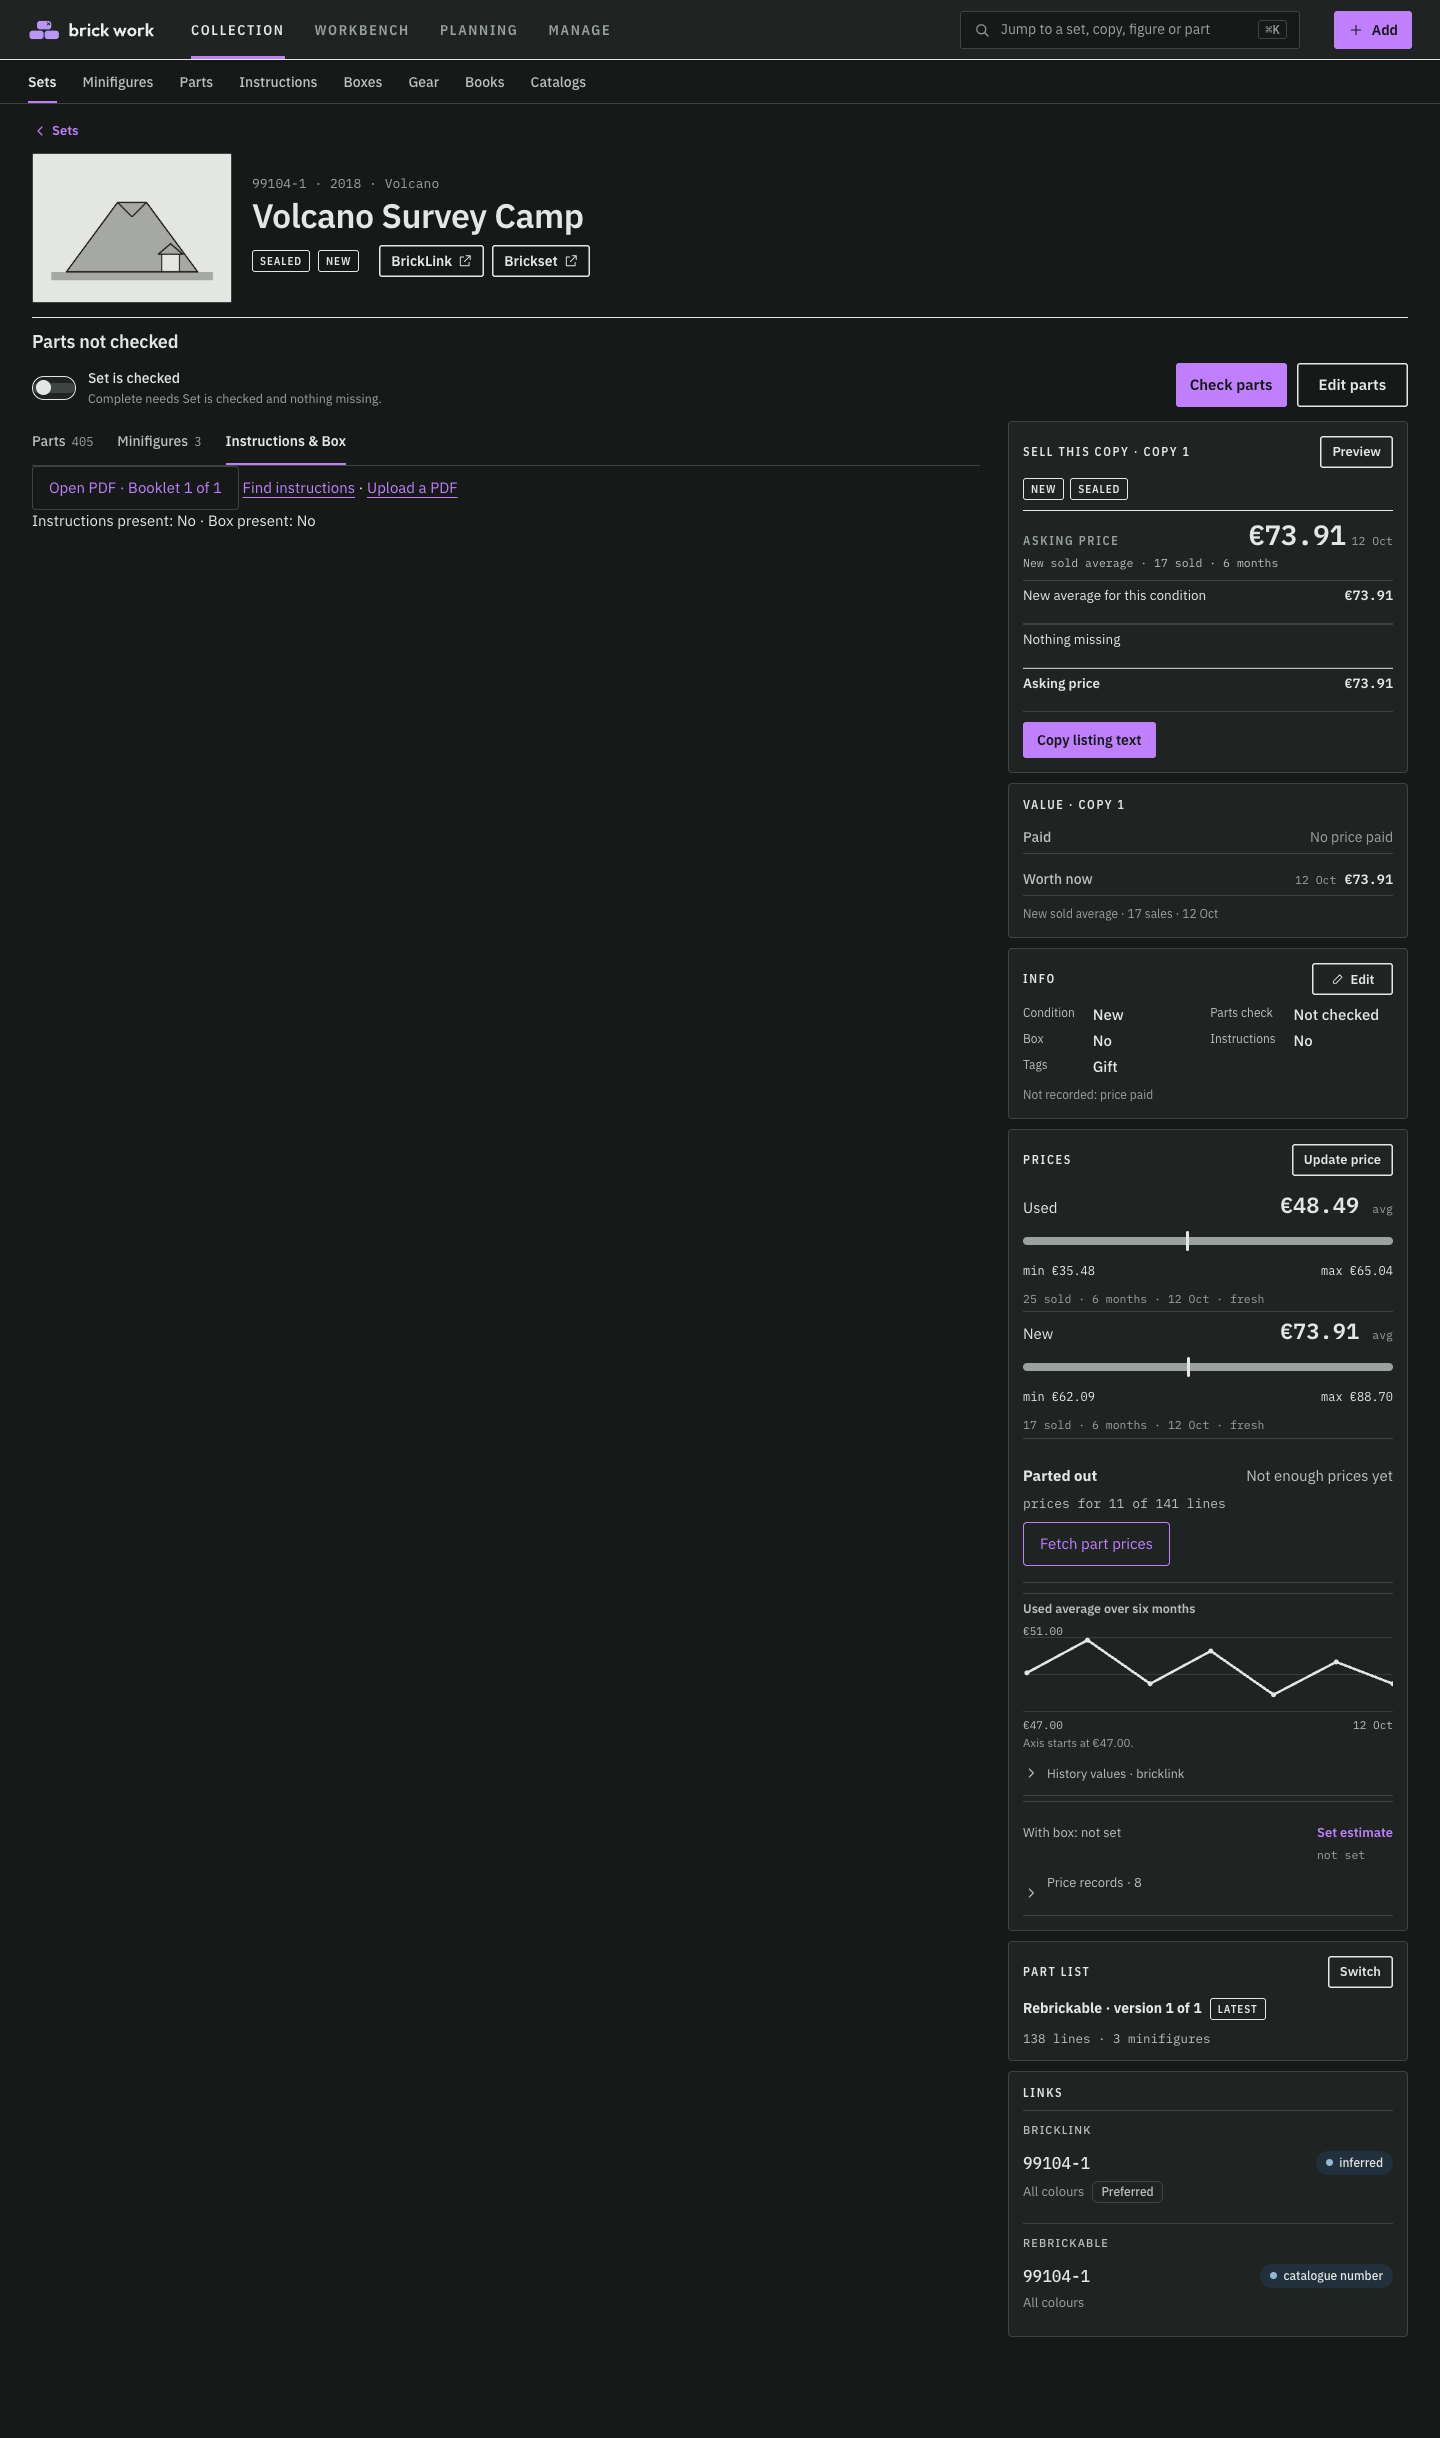 brick work
COLLECTION WORKBENCH PLANNING MANAGE
Jump to a set, copy, figure or part ⌘K
Add
Sets Minifigures Parts Instructions Boxes Gear Books Catalogs
Sets
99104-1 · 2018 · Volcano
Volcano Survey Camp
SEALED NEW BrickLink Brickset
Parts not checked
Set is checked
Complete needs Set is checked and nothing missing.
Check parts Edit parts
Parts 405 Minifigures 3 Instructions & Box
Open PDF · Booklet 1 of 1 Find instructions · Upload a PDF
Instructions present: No · Box present: No
SELL THIS COPY · COPY 1 Preview
NEW SEALED
ASKING PRICE €73.91 12 Oct
New sold average · 17 sold · 6 months
New average for this condition €73.91
Nothing missing
Asking price €73.91
Copy listing text
VALUE · COPY 1
Paid No price paid
Worth now 12 Oct €73.91
New sold average · 17 sales · 12 Oct
INFO Edit
Condition New Parts check Not checked
Box No Instructions No
Tags Gift
Not recorded: price paid
PRICES Update price
Used €48.49 avg
min €35.48 max €65.04
25 sold · 6 months · 12 Oct · fresh
New €73.91 avg
min €62.09 max €88.70
17 sold · 6 months · 12 Oct · fresh
Parted out Not enough prices yet
prices for 11 of 141 lines
Fetch part prices
Used average over six months
€51.00
€47.00 12 Oct
Axis starts at €47.00.
History values · bricklink
With box: not set Set estimate
not set
Price records · 8
PART LIST Switch
Rebrickable · version 1 of 1 LATEST
138 lines · 3 minifigures
LINKS
BRICKLINK
99104-1 inferred
All colours Preferred
REBRICKABLE
99104-1 catalogue number
All colours